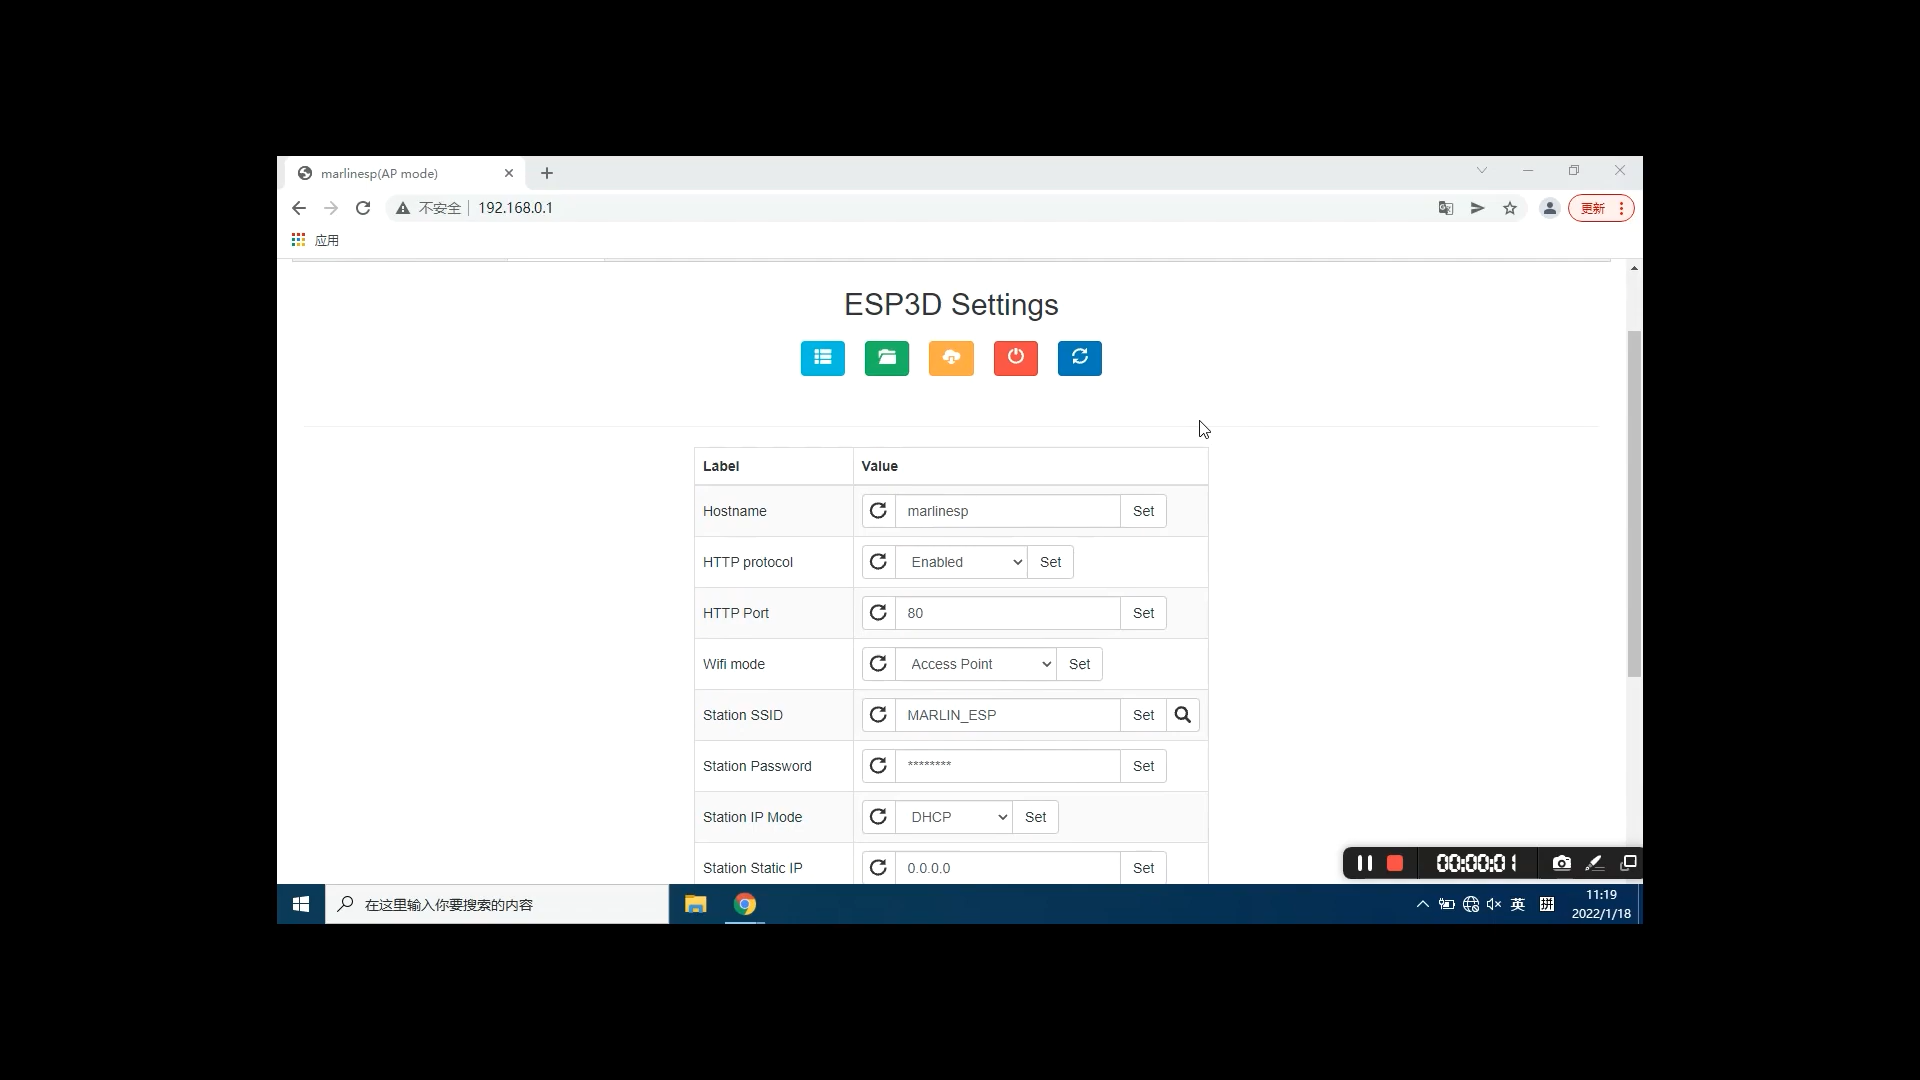 marlinesp(AP mode)
不安全 192.168.0.1
更新
应用
ESP3D Settings
Label Value
Hostname marlinesp Set
HTTP protocol Enabled Set
HTTP Port 80 Set
Wifi mode Access Point Set
Station SSID MARLIN_ESP Set
Station Password ******** Set
Station IP Mode DHCP Set
Station Static IP 0.0.0.0 Set
00:00:01
在这里输入你要搜索的内容
英 拼 11:19
2022/1/18